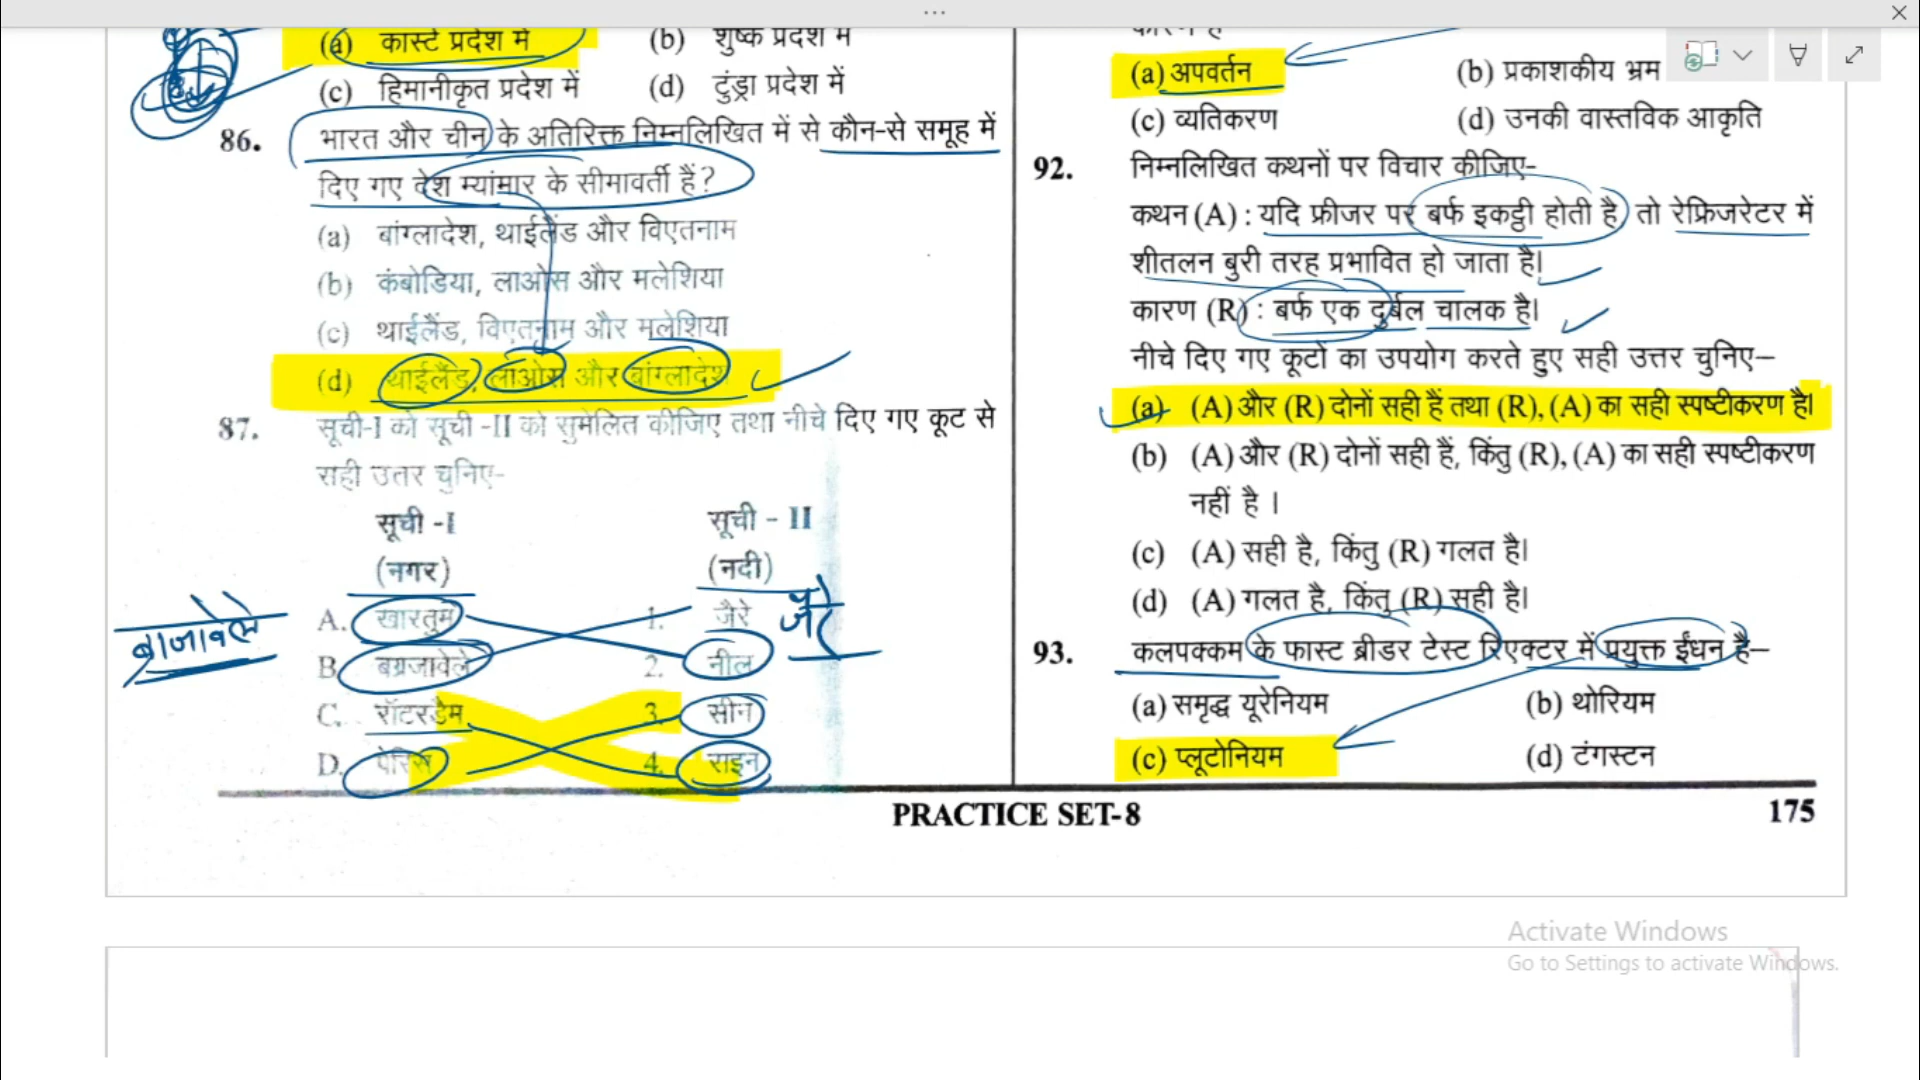 (a) कार्स्ट प्रदेश में (b) शुष्क प्रदेश में
(c) हिमानीकृत प्रदेश में (d) टुंड्रा प्रदेश में
86. भारत और चीन के अतिरिक्त निम्नलिखित में से कौन-से समूह में
दिए गए देश म्यांमार के सीमावर्ती हैं?
(a) बांग्लादेश, थाईलैंड और विएतनाम
(b) कंबोडिया, लाओस और मलेशिया
(c) थाईलैंड, विएतनाम और मलेशिया
(d) थाईलैंड, लाओस और बांग्लादेश
87. सूची-I को सूची -II को सुमेलित कीजिए तथा नीचे दिए गए कूट से
सही उत्तर चुनिए-
सूची -I सूची - II
(नगर) (नदी)
A. खारतुम 1. जैरे
B. बग्रजावेले 2. नील
C. रॉटरडैम 3. सीन
D. पेरिस 4. राइन
(a) अपवर्तन (b) प्रकाशकीय भ्रम
(c) व्यतिकरण (d) उनकी वास्तविक आकृति
92. निम्नलिखित कथनों पर विचार कीजिए-
कथन (A) : यदि फ्रीजर पर बर्फ इकट्ठी होती है, तो रेफ्रिजरेटर में
शीतलन बुरी तरह प्रभावित हो जाता है।
कारण (R) : बर्फ एक दुर्बल चालक है।
नीचे दिए गए कूटों का उपयोग करते हुए सही उत्तर चुनिए–
(a) (A) और (R) दोनों सही हैं तथा (R), (A) का सही स्पष्टीकरण है।
(b) (A) और (R) दोनों सही हैं, किंतु (R), (A) का सही स्पष्टीकरण
नहीं है ।
(c) (A) सही है, किंतु (R) गलत है।
(d) (A) गलत है, किंतु (R) सही है।
93. कलपक्कम के फास्ट ब्रीडर टेस्ट रिएक्टर में प्रयुक्त ईंधन है–
(a) समृद्ध यूरेनियम (b) थोरियम
(c) प्लूटोनियम (d) टंगस्टन
PRACTICE SET-8 175
Activate Windows
Go to Settings to activate Windows.